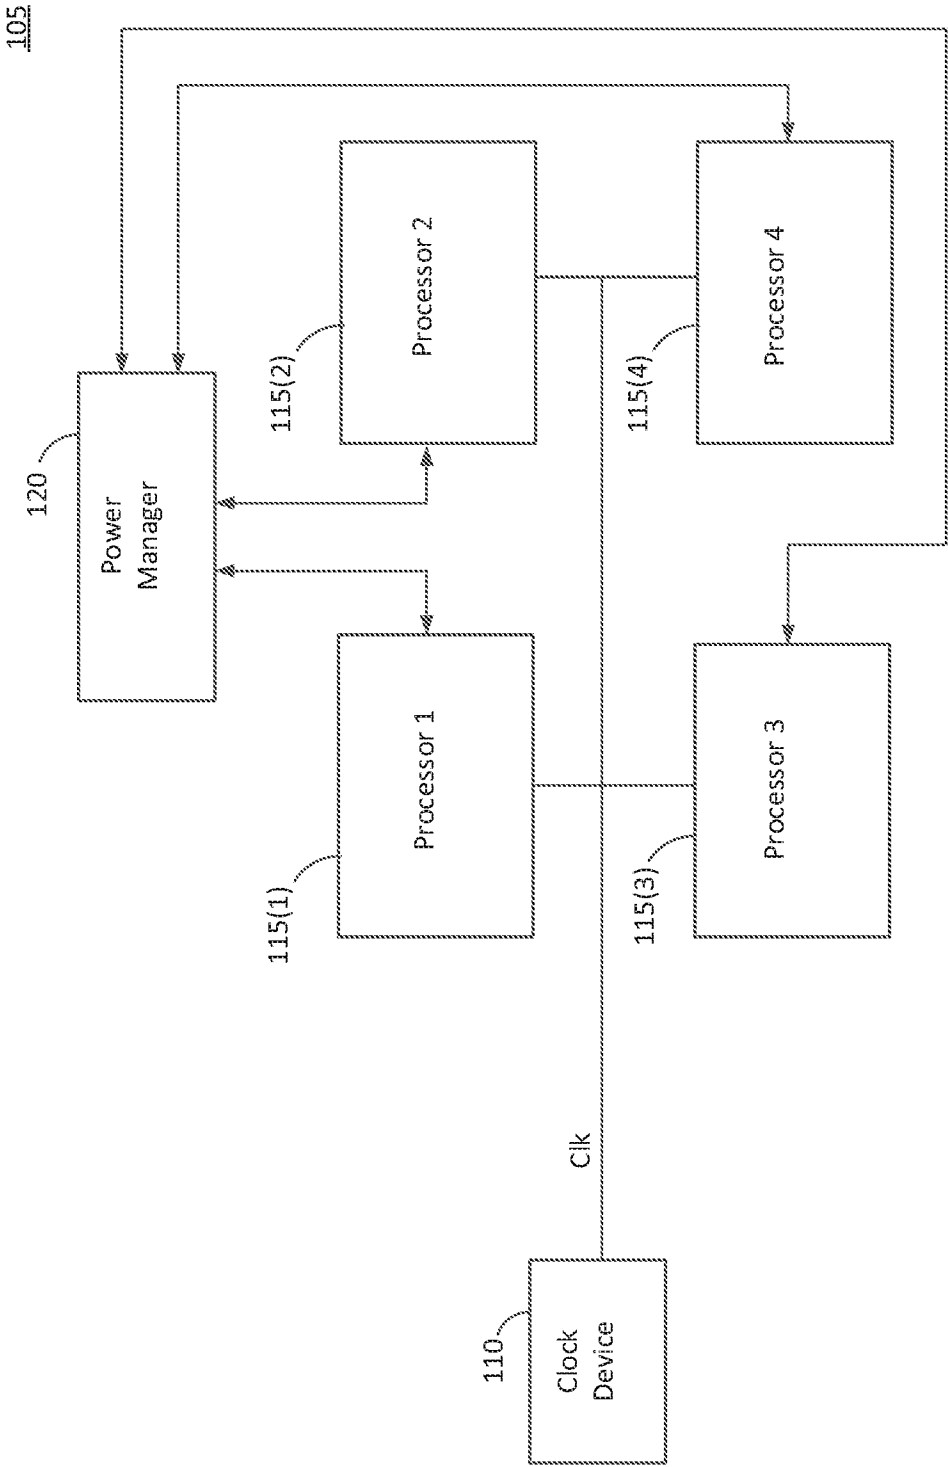 105
120
Power
Manager
115(1)
Processor 1
115(2)
Processor 2
110
Clock
Device
Clk
115(3)
Processor 3
115(4)
Processor 4